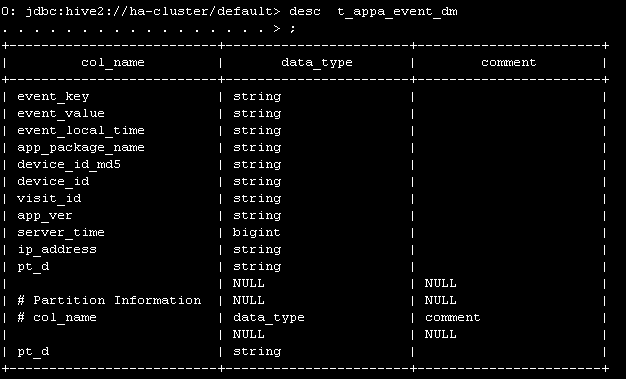 0: jdbc:hive2://ha-cluster/default> desc  t_appa_event_dm
. . . . . . . . . . . . . . . . . . > ;
+---------------------------+------------------------+------------------------+
|         col_name          |       data_type        |        comment         |
+---------------------------+------------------------+------------------------+
| event_key                 | string                 |                        |
| event_value               | string                 |                        |
| event_local_time          | string                 |                        |
| app_package_name          | string                 |                        |
| device_id_md5             | string                 |                        |
| device_id                 | string                 |                        |
| visit_id                  | string                 |                        |
| app_ver                   | string                 |                        |
| server_time               | bigint                 |                        |
| ip_address                | string                 |                        |
| pt_d                      | string                 |                        |
|                           | NULL                   | NULL                   |
| # Partition Information   | NULL                   | NULL                   |
| # col_name                | data_type              | comment                |
|                           | NULL                   | NULL                   |
| pt_d                      | string                 |                        |
+---------------------------+------------------------+------------------------+